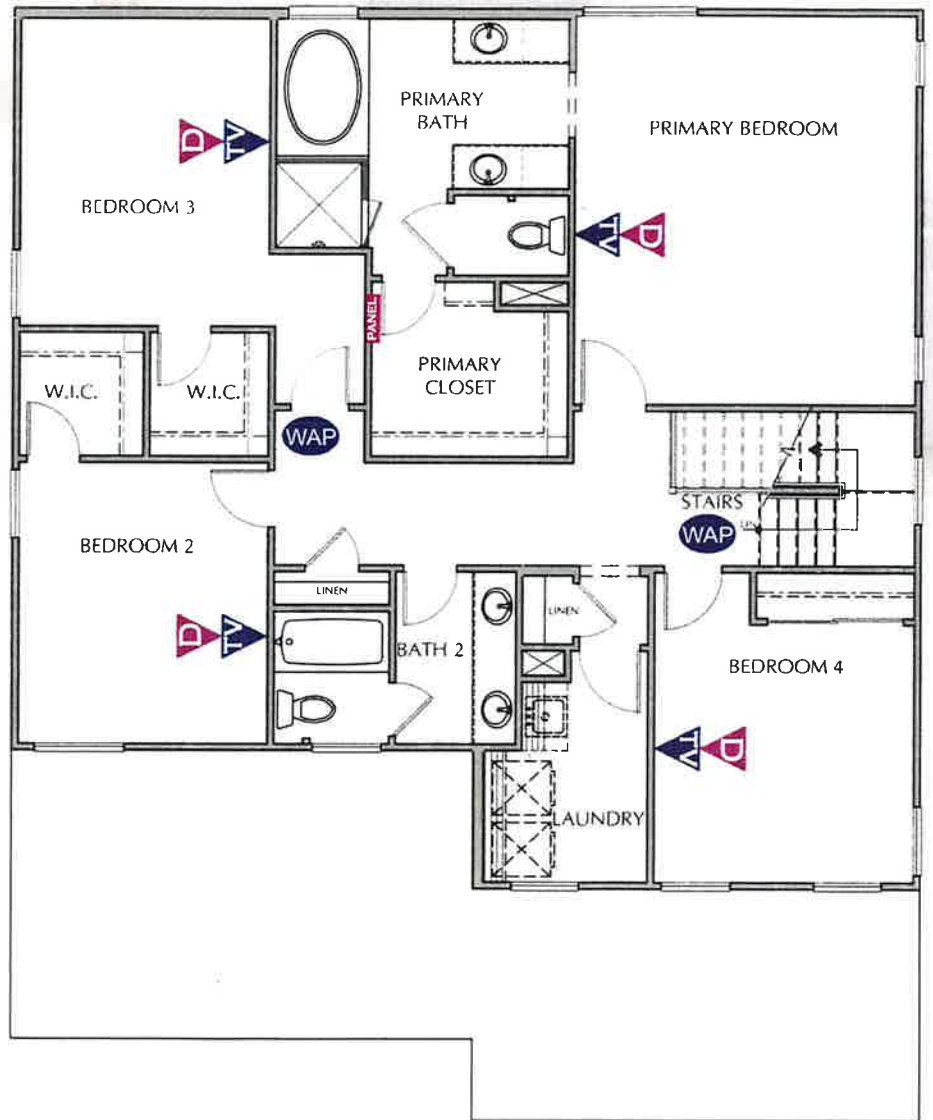 PRIMARY
BATH
PRIMARY BEDROOM
D
TV
BEDROOM 3
TV
D
PANEL
PRIMARY
CLOSET
W.I.C.
W.I.C.
WAP
STAIRS
WAP
BEDROOM 2
LINEN
LINEN
D
TV
BATH 2
BEDROOM 4
TV
D
LAUNDRY